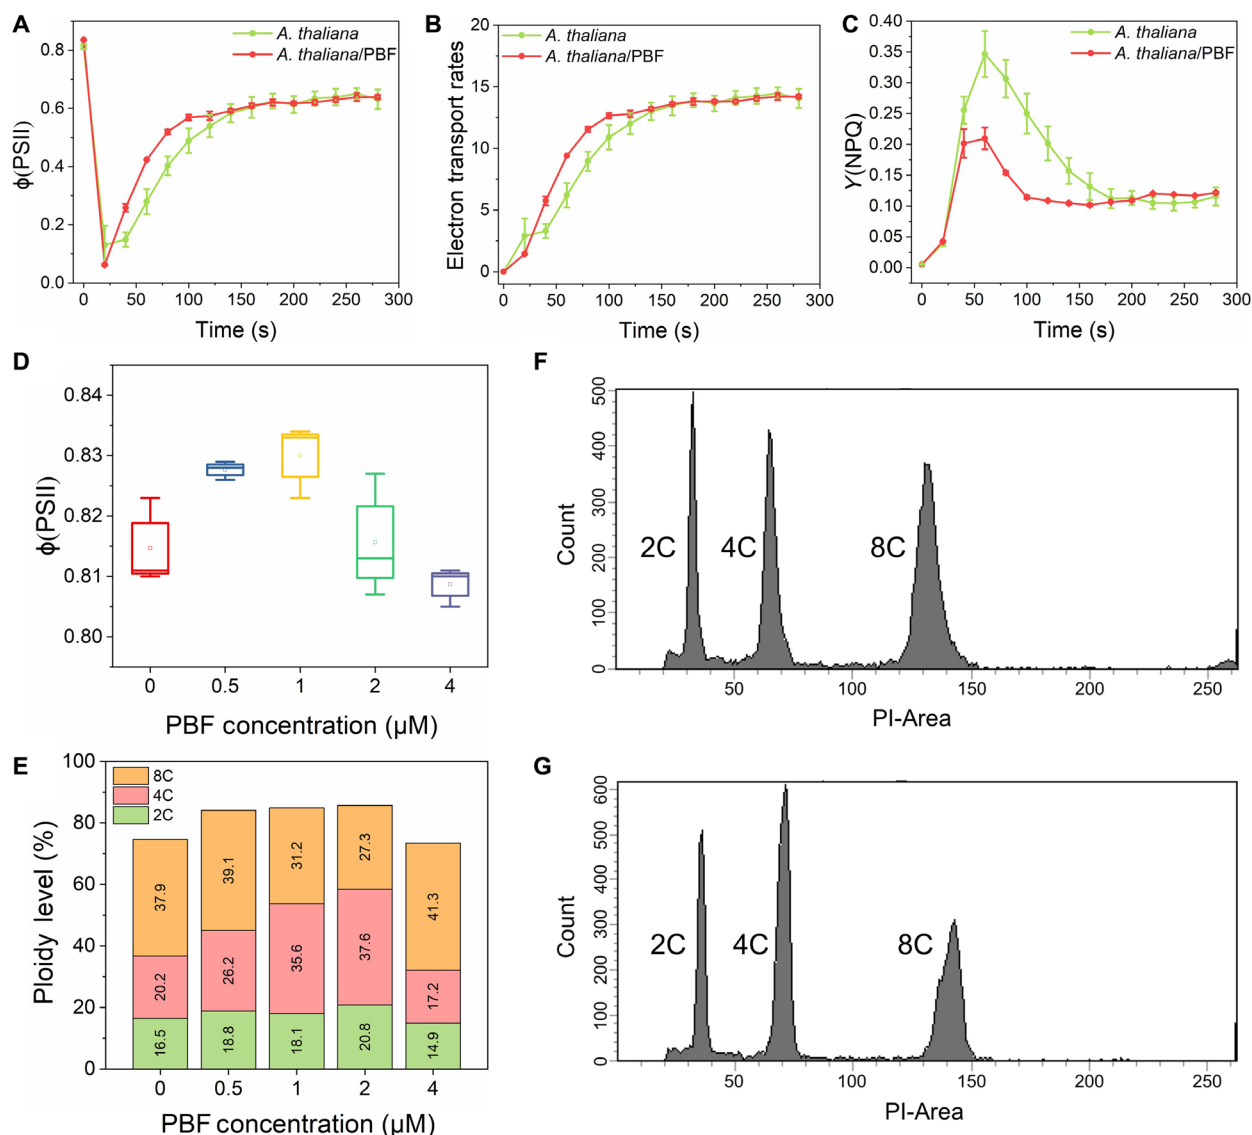 A
A. thaliana
A. thaliana/PBF
ϕ(PSII)
0.8
0.6
0.4
0.2
0.0
0 50 100 150 200 250 300
Time (s)
B
A. thaliana
A. thaliana/PBF
Electron transport rates
20
15
10
5
0
0 50 100 150 200 250 300
Time (s)
C
A. thaliana
A. thaliana/PBF
Y(NPQ)
0.40
0.35
0.30
0.25
0.20
0.15
0.10
0.05
0.00
0 50 100 150 200 250 300
Time (s)
D
ϕ(PSII)
0.84
0.83
0.82
0.81
0.80
0 0.5 1 2 4
PBF concentration (μM)
F
Count
500
400
300
200
100
0
2C 4C 8C
50 100 150 200 250
PI-Area
E
8C
4C
2C
Ploidy level (%)
100
80
60
40
20
0
37.9 39.1 31.2 27.3 41.3
20.2 26.2 35.6 37.6 17.2
16.5 18.8 18.1 20.8 14.9
0 0.5 1 2 4
PBF concentration (μM)
G
Count
600
500
400
300
200
100
0
2C 4C 8C
50 100 150 200 250
PI-Area